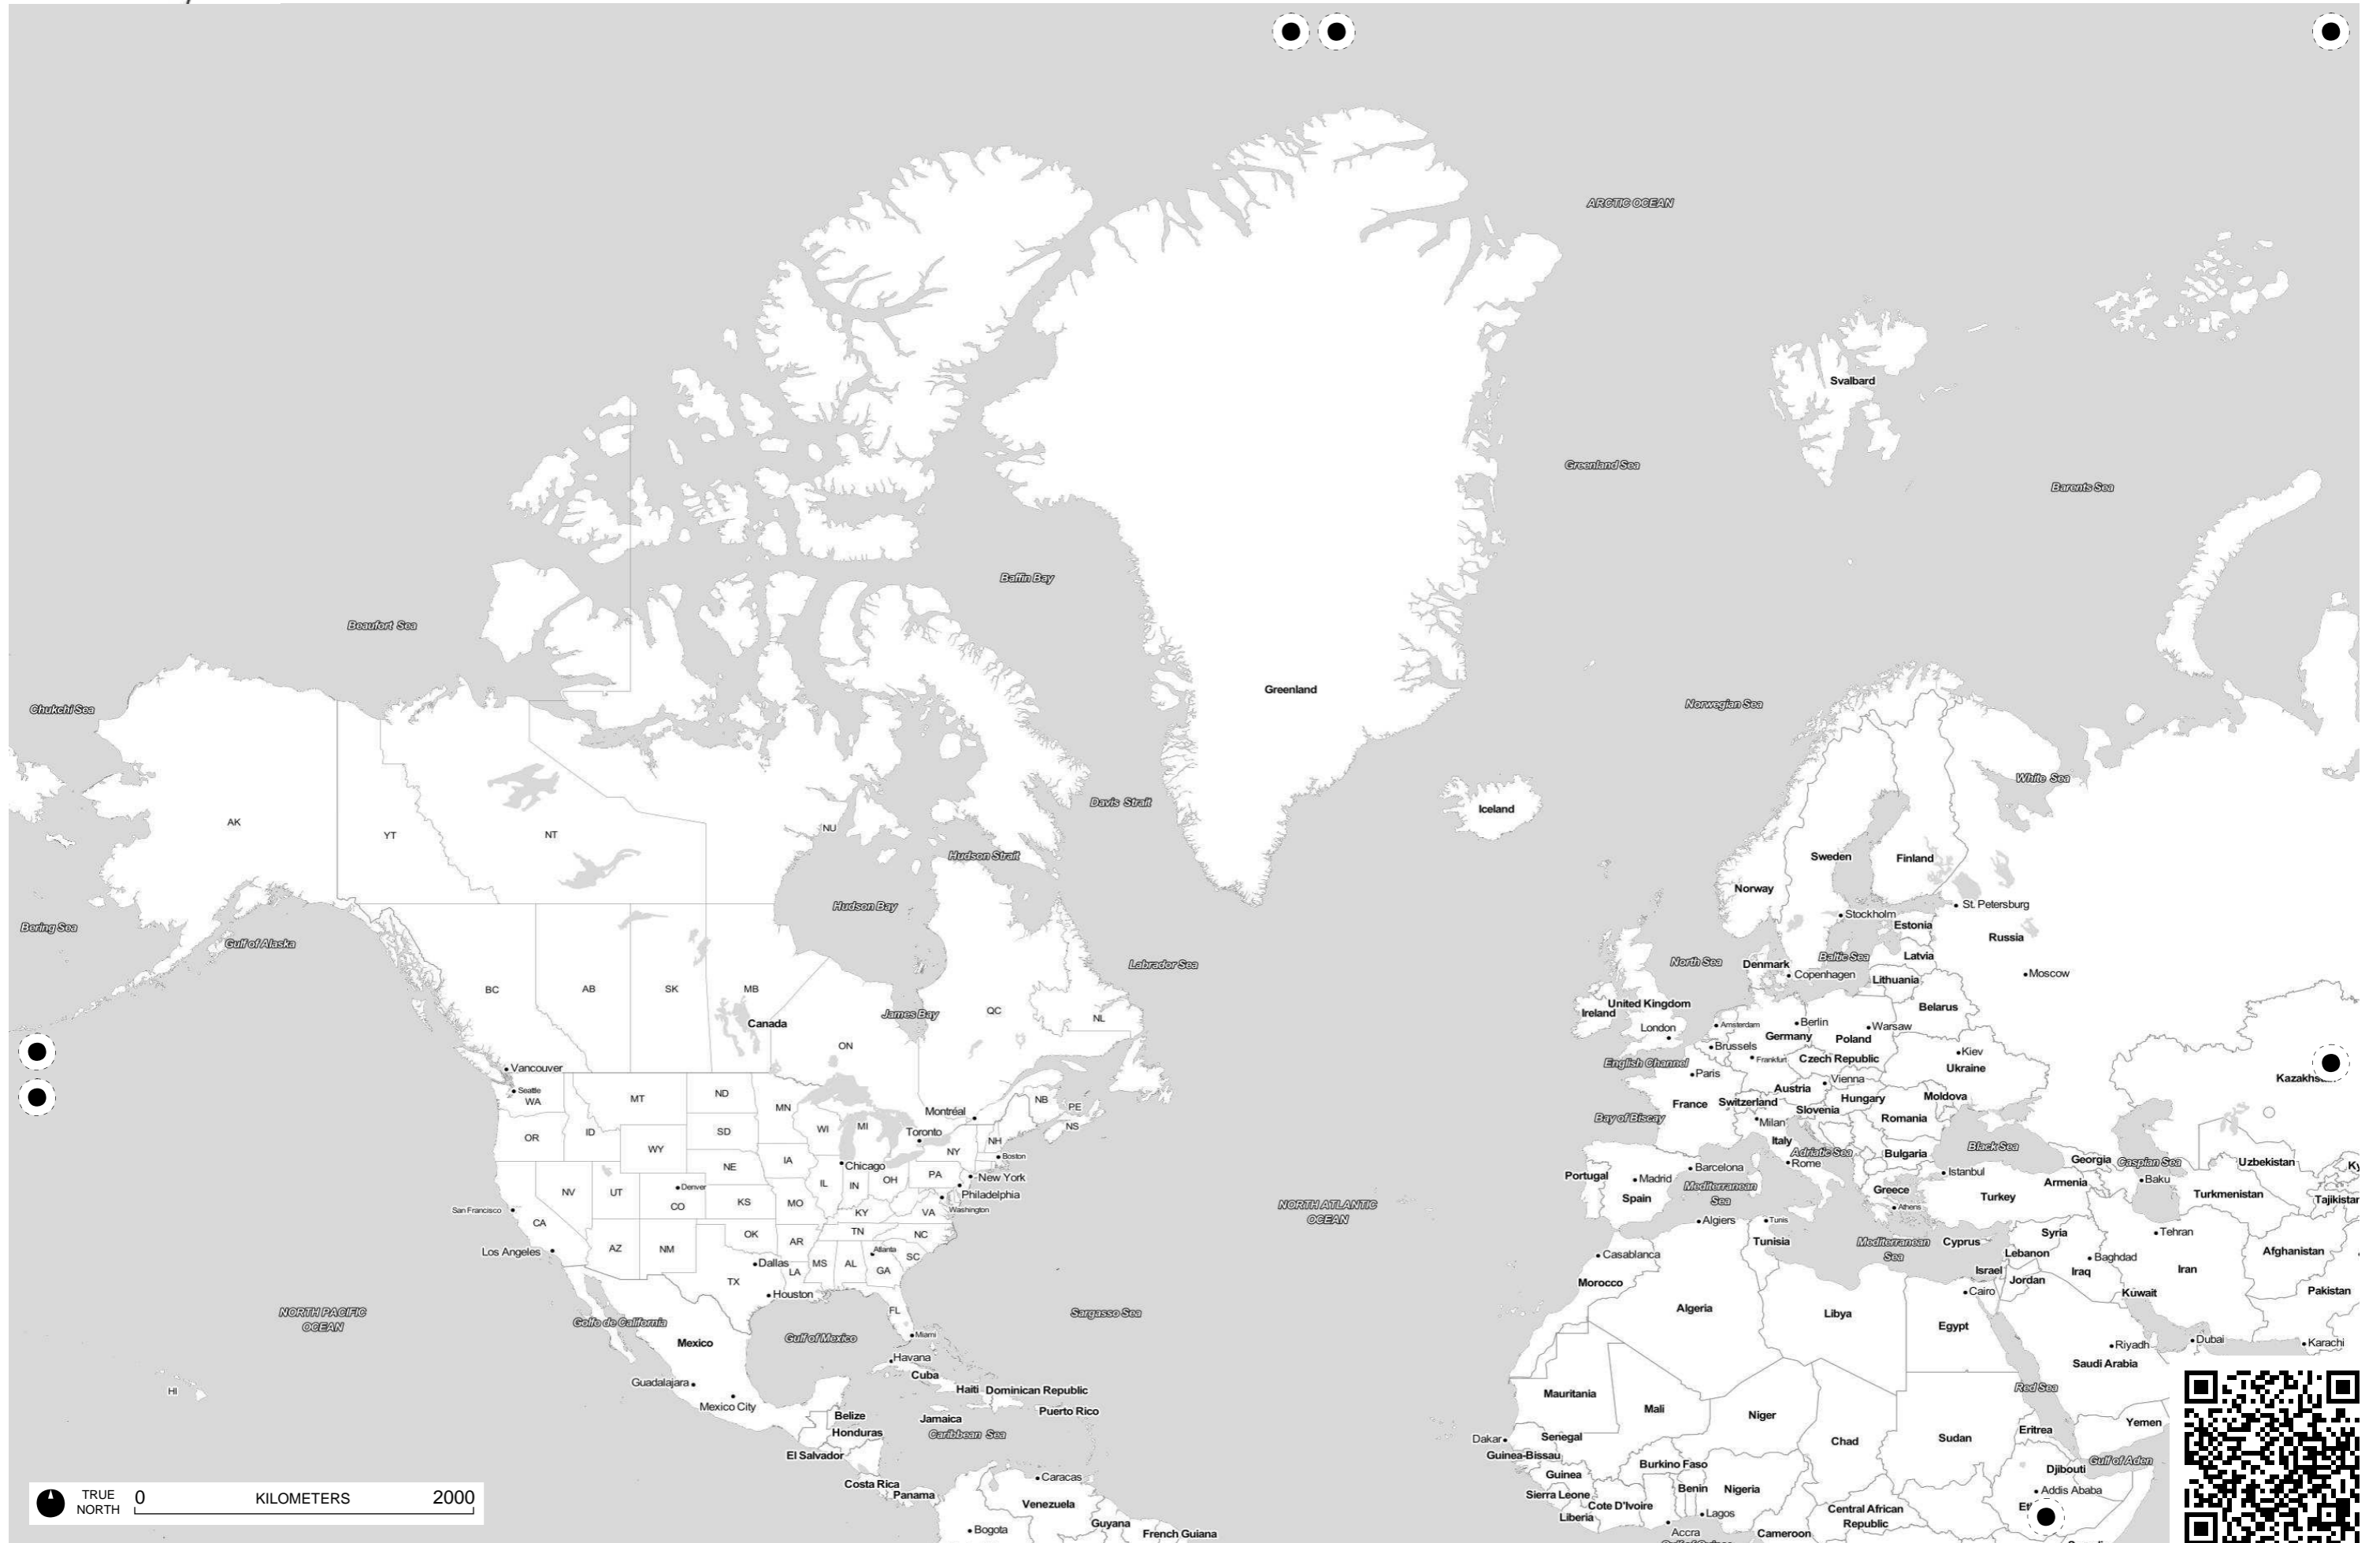 ARCTIC OCEAN
Svalbard
Greenland Sea
Barents Sea
Baffin Bay
Beaufort Sea
Greenland
Chukchi Sea
Norwegian Sea
White Sea
Davis Strait
Iceland
AK
YT
NT
NU
Hudson Strait
Sweden
Finland
Norway
Hudson Bay
St. Petersburg
Stockholm
Estonia
Bering Sea
Gulf of Alaska
Russia
Labrador Sea
North Sea
Baltic Sea
Latvia
Denmark
Copenhagen
Moscow
Lithuania
BC
AB
SK
MB
United Kingdom
Belarus
Ireland
QC
NL
James Bay
Canada
London
Amsterdam
Berlin
Warsaw
Germany
Poland
ON
Brussels
Frankfurt
Czech Republic
Kiev
English Channel
Ukraine
Vancouver
Paris
Vienna
Kazakhs
Seattle
WA
MT
ND
Austria
Hungary
Moldova
MN
NB
PE
France
Switzerland
Slovenia
Montréal
Bay of Biscay
Romania
Milan
NS
OR
ID
SD
WI
MI
Toronto
NH
Italy
Black Sea
WY
NY
Adriatic Sea
Bulgaria
Boston
IA
NE
Chicago
Rome
Georgia
Caspian Sea
Uzbekistan
Ky
PA
New York
Portugal
Madrid
Barcelona
Istanbul
Baku
NV
UT
Denver
IL
IN
OH
Mediterranean
Sea
Greece
Armenia
Turkey
Turkmenistan
Tajikistan
Philadelphia
Spain
CO
KS
MO
Washington
San Francisco
KY
VA
NORTH ATLANTIC
OCEAN
Athens
CA
TN
NC
Algiers
Tunis
OK
AR
Tunisia
Mediterranean
Sea
Cyprus
Syria
Tehran
Los Angeles
AZ
NM
Atlanta
SC
Casablanca
Lebanon
Baghdad
Afghanistan
Dallas
LA
MS
AL
GA
Israel
Iraq
Iran
TX
Morocco
Jordan
Houston
Cairo
Kuwait
Pakistan
NORTH PACIFIC
OCEAN
Golfo de California
FL
Sargasso Sea
Algeria
Libya
Egypt
Mexico
Gulf of Mexico
Miami
Riyadh
Dubai
Karachi
Havana
Saudi Arabia
Cuba
Guadalajara
HI
Haiti
Dominican Republic
Red Sea
Mauritania
Mexico City
Puerto Rico
Mali
Niger
Belize
Jamaica
Yemen
Honduras
Caribbean Sea
Dakar
Senegal
Chad
Sudan
Eritrea
El Salvador
Guinea-Bissau
Gulf of Aden
Burkino Faso
Djibouti
Guinea
Costa Rica
Caracas
Benin
Nigeria
Addis Ababa
Panama
Sierra Leone
Venezuela
Cote D'Ivoire
Et
Central African
Republic
Liberia
Lagos
Guyana
Accra
Bogota
French Guiana
Cameroon
TRUE
NORTH
0
KILOMETERS
2000